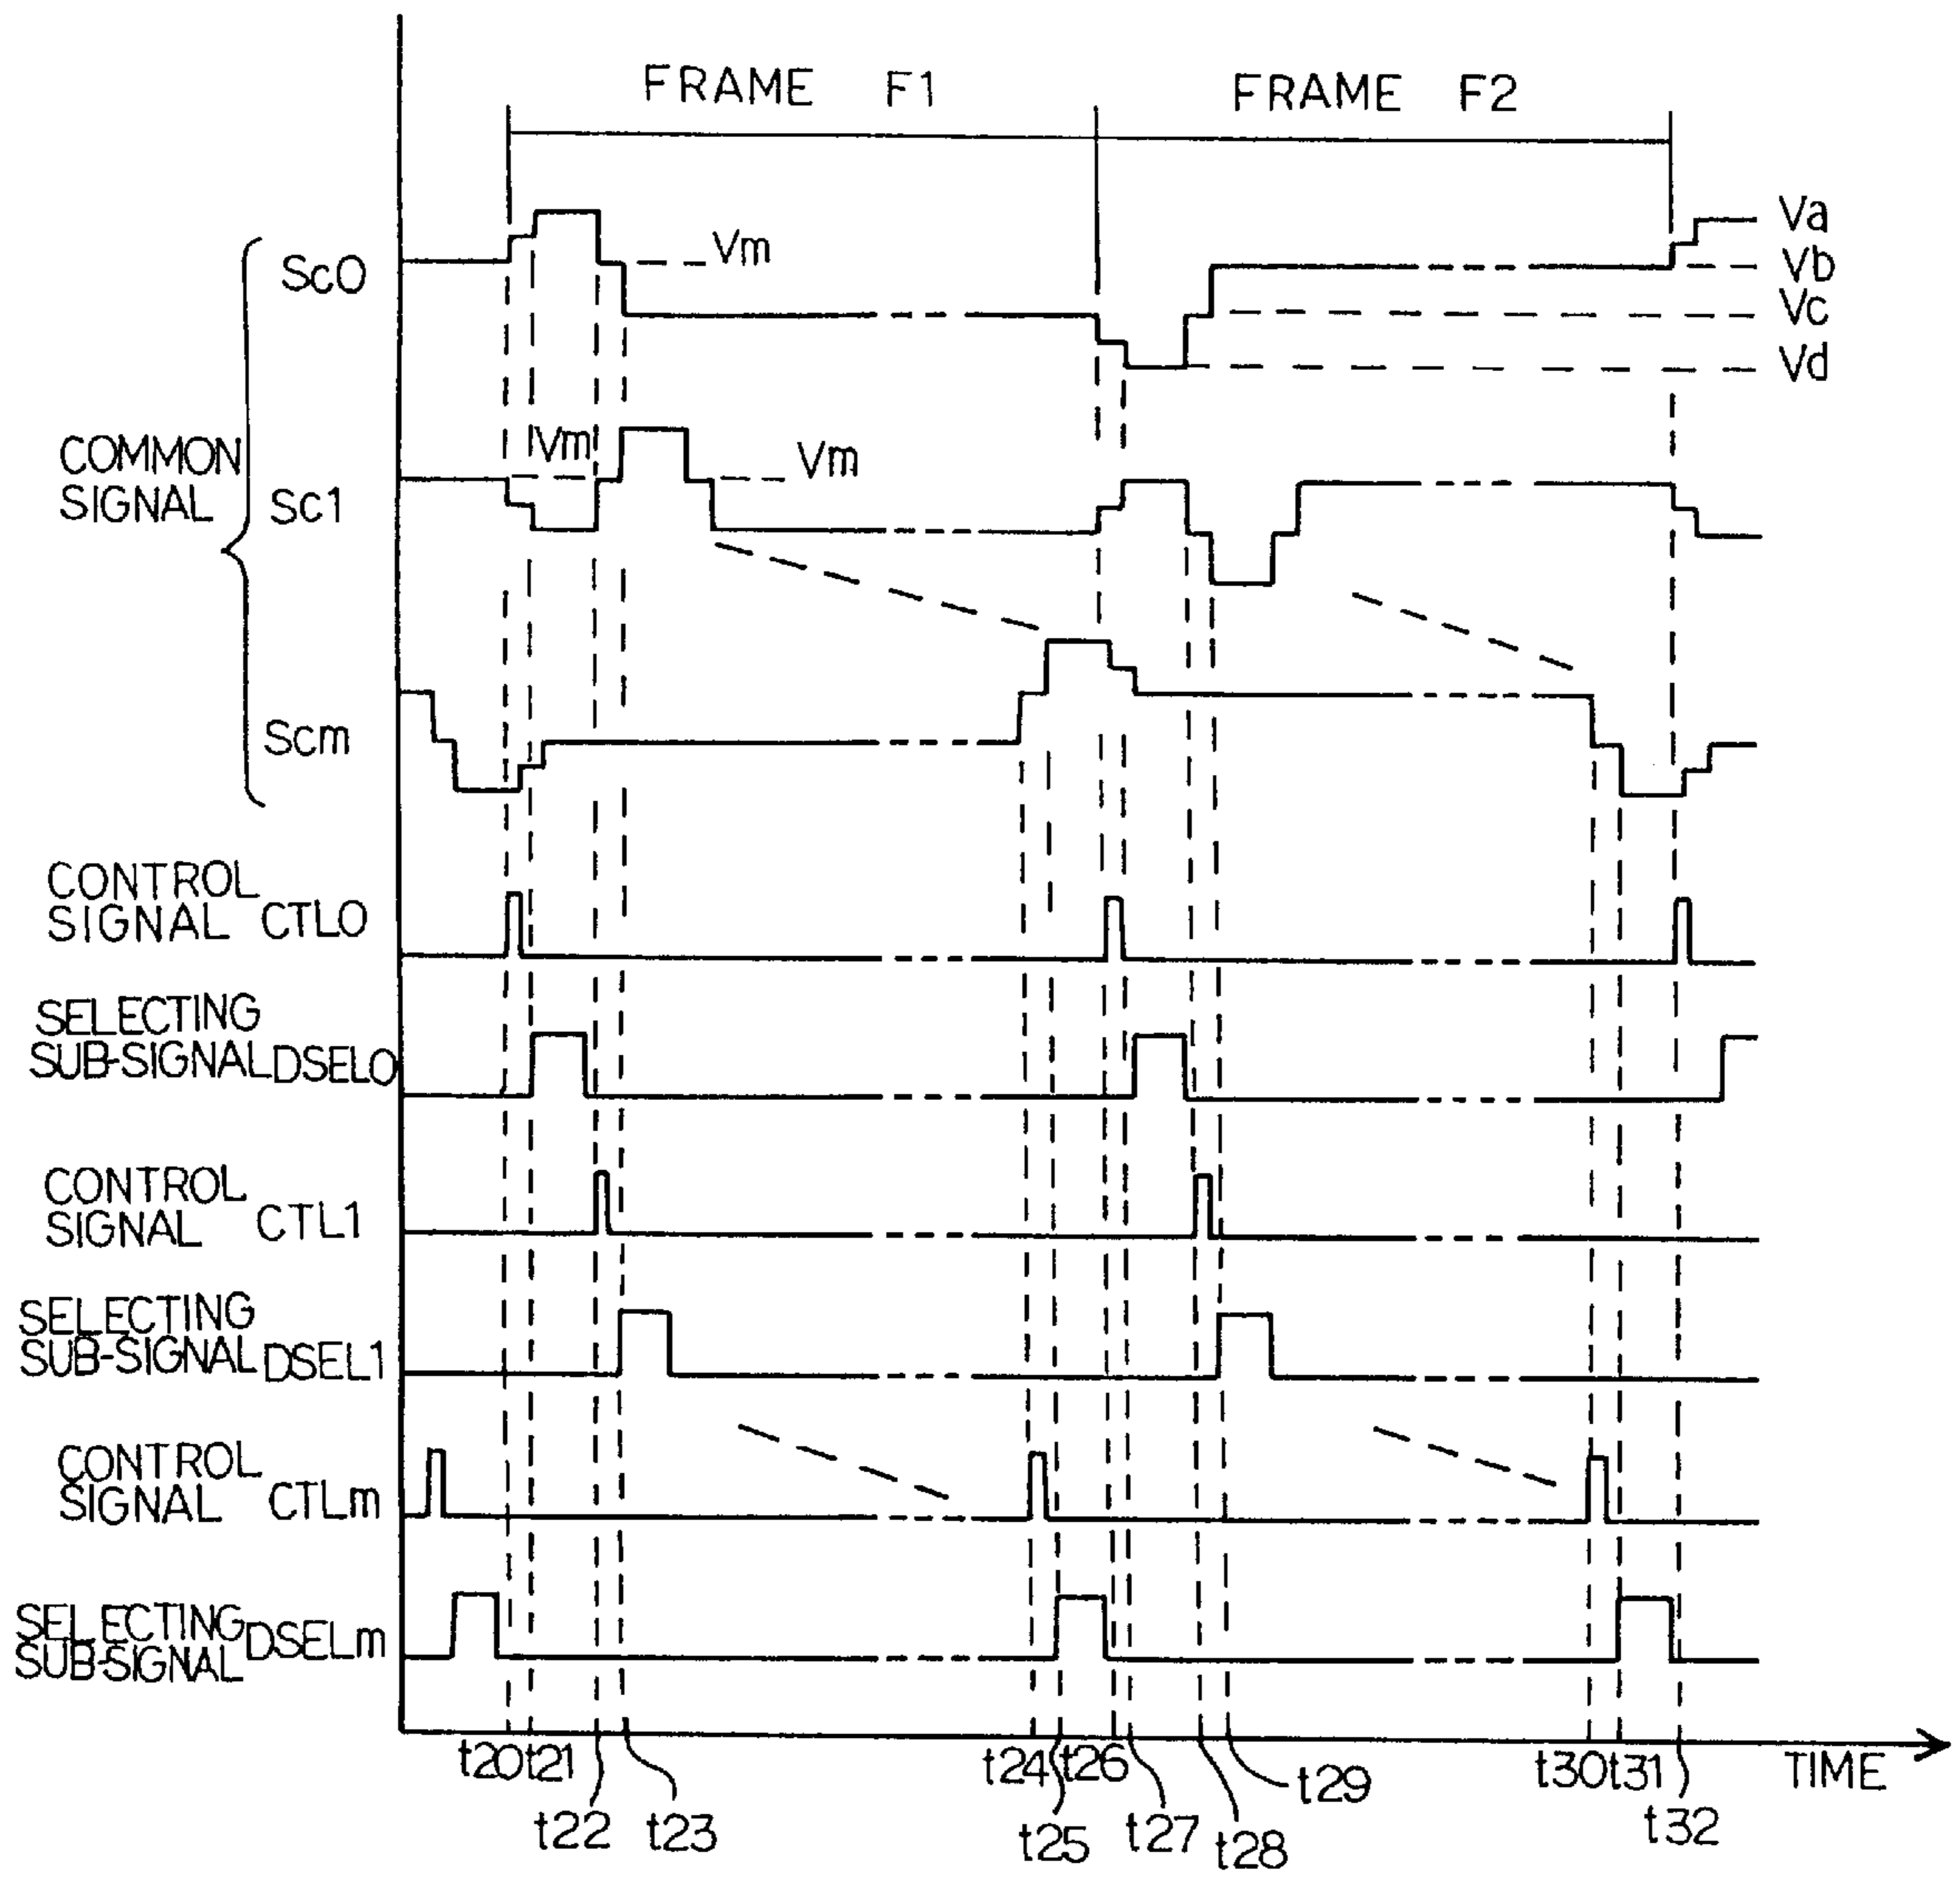 FRAME F1
FRAME F2
Va
Vb
Vc
Vd
Vm
Sc0
COMMON
SIGNAL
Vm
Vm
Sc1
Scm
CONTROL
SIGNAL CTL0
SELECTING
SUB-SIGNAL DSEL0
CONTROL
SIGNAL CTL1
SELECTING
SUB-SIGNAL DSEL1
CONTROL
SIGNAL CTLm
SELECTING
SUB-SIGNAL DSELm
t20 t21
t24 t26
t30 t31
TIME
t22 t23
t25 t27 t28 t29
t32